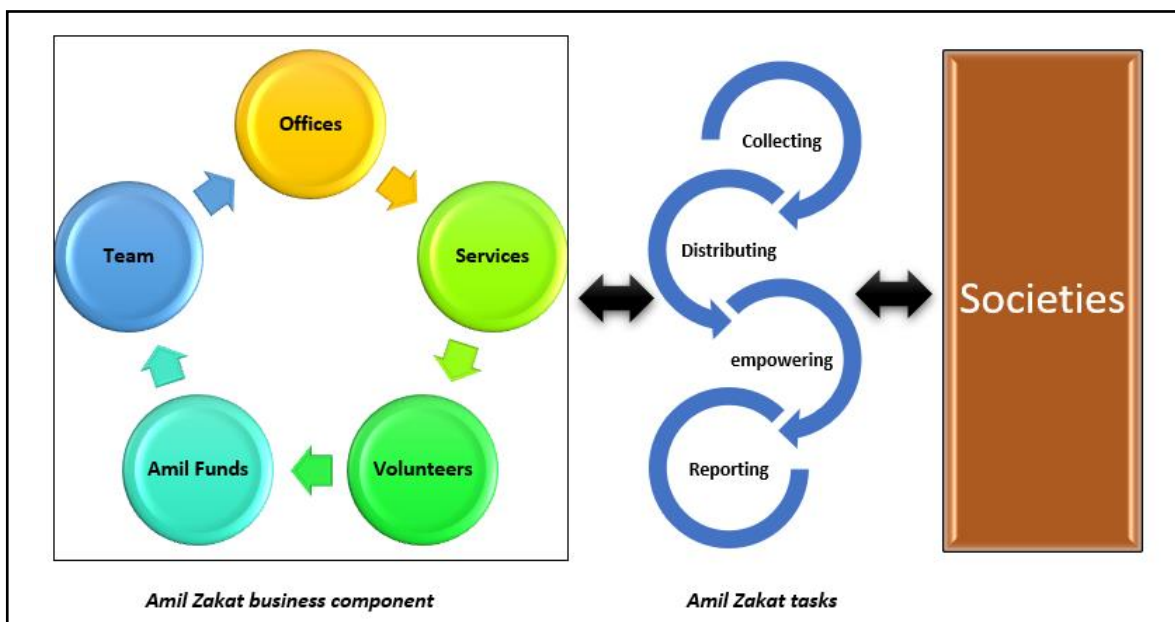 Offices
Team
Services
Amil Funds
Volunteers
Collecting
Distributing
empowering
Reporting
Societies
Amil Zakat business component
Amil Zakat tasks